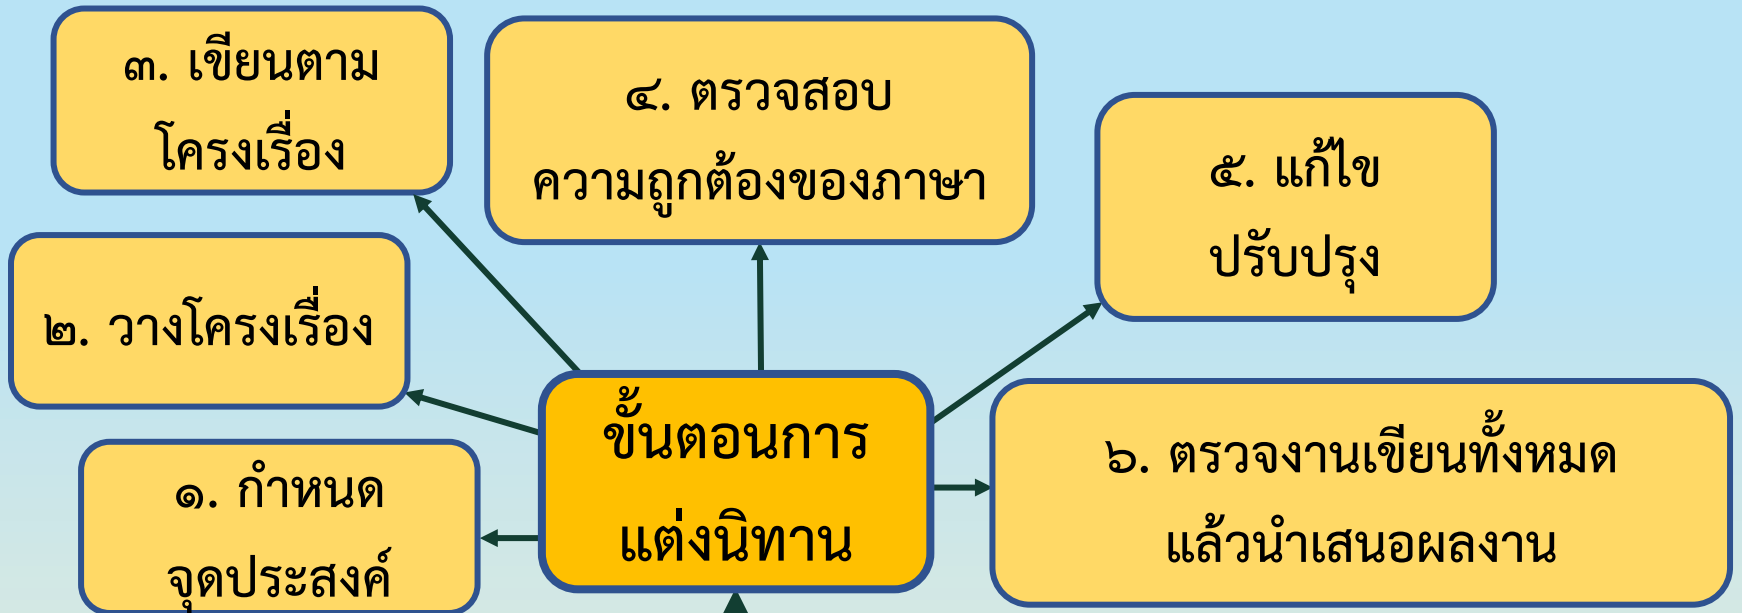 ๓. เขียนตาม
โครงเรื่อง
๔. ตรวจสอบ
ความถูกต้องของภาษา
๕. แก้ไข
ปรับปรุง
๒. วางโครงเรื่อง
ขั้นตอนการ
แต่งนิทาน
๑. กำหนด
จุดประสงค์
๖. ตรวจงานเขียนทั้งหมด
แล้วนำเสนอผลงาน